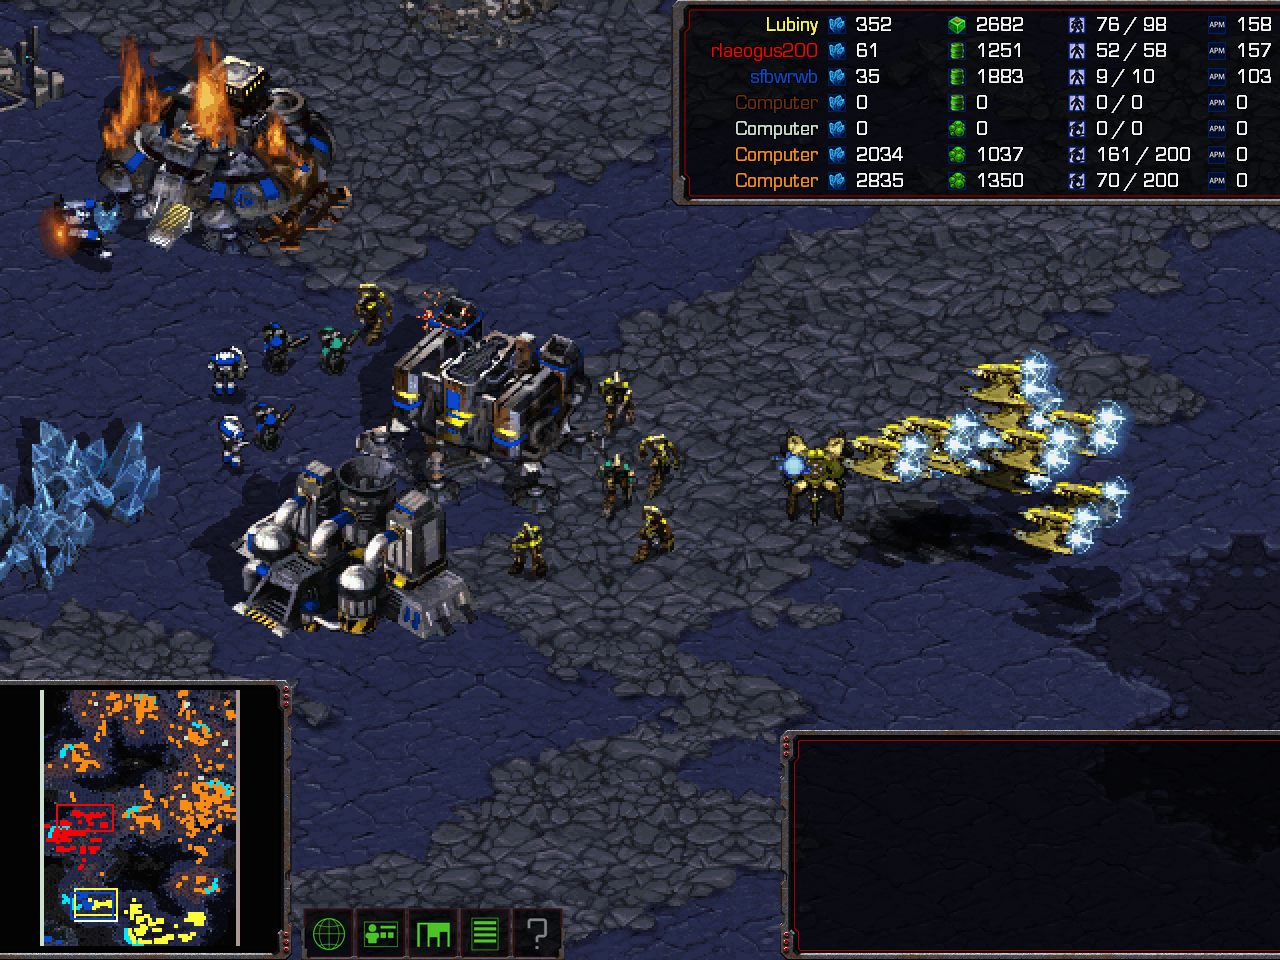 Lubiny 352 2682 76 / 98 APM 158
rlaeogus200 61 1251 52 / 58 APM 157
sfbwrwb 35 1883 9 / 10 APM 103
Computer 0 0 0 / 0 APM 0
Computer 0 0 0 / 0 APM 0
Computer 2034 1037 161 / 200 APM 0
Computer 2835 1350 70 / 200 APM 0
?